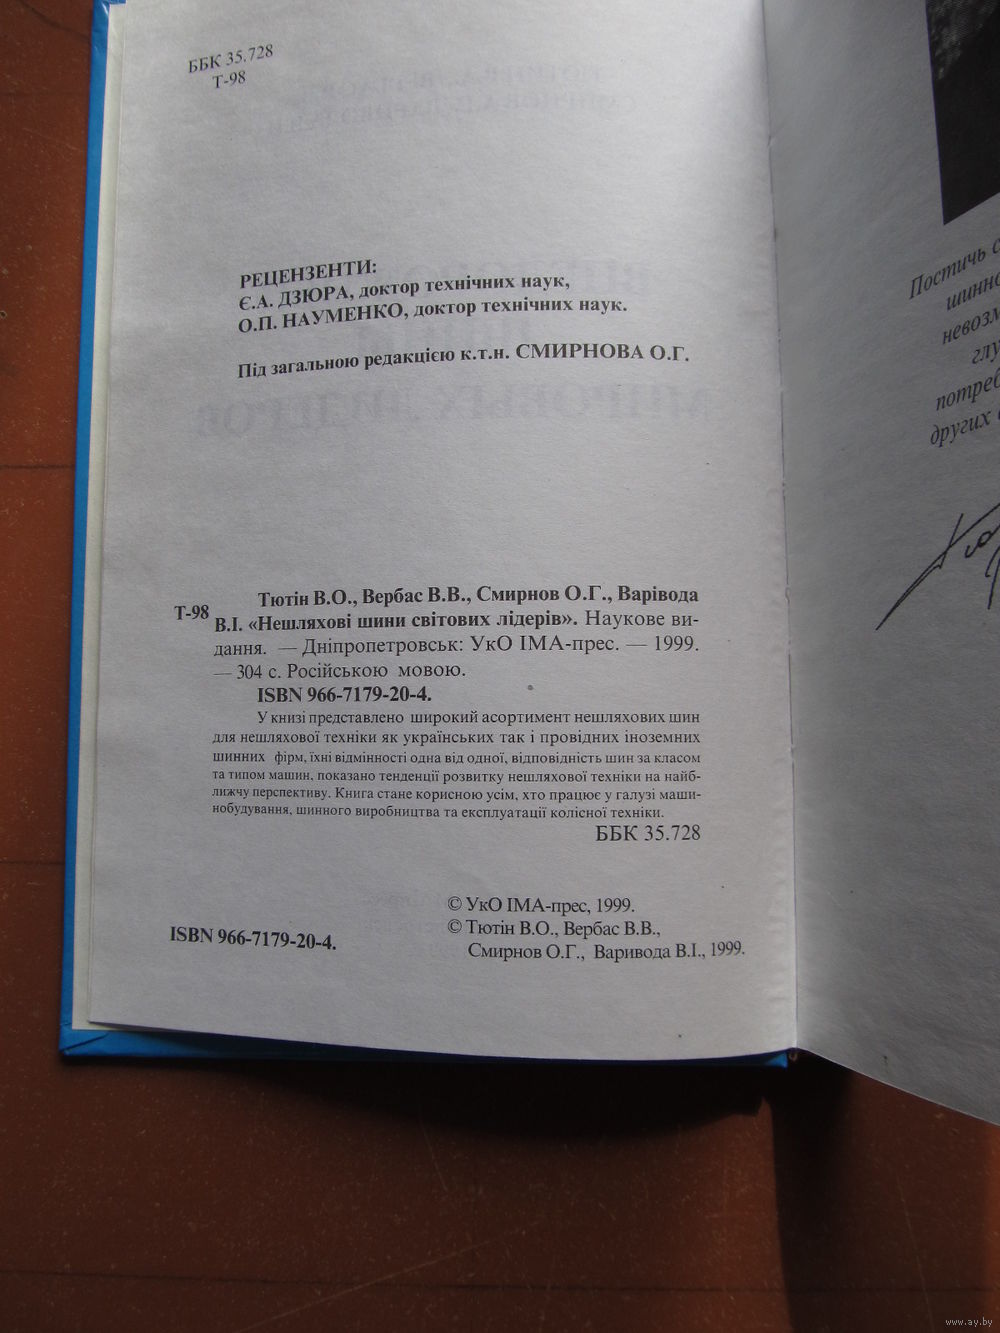 ББК 35.728
Т-98
РЕЦЕНЗЕНТИ:
Є.А. ДЗЮРА, доктор технічних наук,
О.П. НАУМЕНКО, доктор технічних наук.
Під загальною редакцією к.т.н. СМИРНОВА О.Г.
Тютін В.О., Вербас В.В., Смирнов О.Г., Варівода
Т-98 В.І. «Нешляхові шини світових лідерів». Наукове ви-
дання. — Дніпропетровськ: УкО ІМА-прес. — 1999.
— 304 с. Російською мовою.
ISBN 966-7179-20-4.
У книзі представлено широкий асортимент нешляхових шин
для нешляхової техніки як українських так і провідних іноземних
шинних фірм, їхні відмінності одна від одної, відповідність шин за класом
та типом машин, показано тенденції розвитку нешляхової техніки на най-
ближчу перспективу. Книга стане корисною усім, хто працює у галузі маши-
нобудування, шинного виробництва та експлуатації колісної техніки.
ББК 35.728
© УкО ІМА-прес, 1999.
© Тютін В.О., Вербас В.В.,
Смирнов О.Г., Варивода В.І., 1999.
ISBN 966-7179-20-4.
Постичь
шинно
невозм
глу
потреб
других
www.ay.by